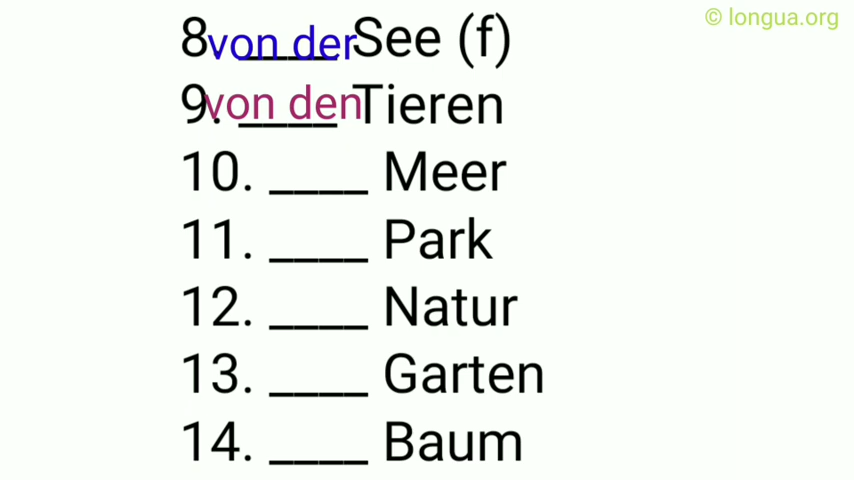 © longua.org
8. von der See (f)
9. von den Tieren
10. ____ Meer
11. ____ Park
12. ____ Natur
13. ____ Garten
14. ____ Baum